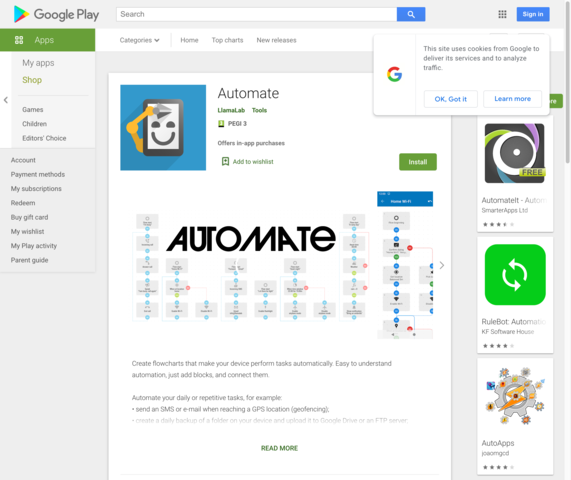 Google Play
Search
Sign in
Apps
Categories
Home
Top charts
New releases
My apps
Shop
Games
Children
Editors' Choice
Account
Payment methods
My subscriptions
Redeem
Buy gift card
My wishlist
My Play activity
Parent guide
This site uses cookies from Google to
deliver its services and to analyze
traffic.
OK, Got it
Learn more
Automate
LlamaLab Tools
PEGI 3
Offers in-app purchases
Add to wishlist
Install
AUTOMATE
Home Wi-Fi
Create flowcharts that make your device perform tasks automatically. Easy to understand
automation, just add blocks, and connect them.
Automate your daily or repetitive tasks, for example:
• send an SMS or e-mail when reaching a GPS location (geofencing);
• create a daily backup of a folder on your device and upload it to Google Drive or an FTP server;
READ MORE
FREE
AutomateIt - Autom
SmarterApps Ltd
RuleBot: Automatic
KF Software House
AutoApps
joaomgcd